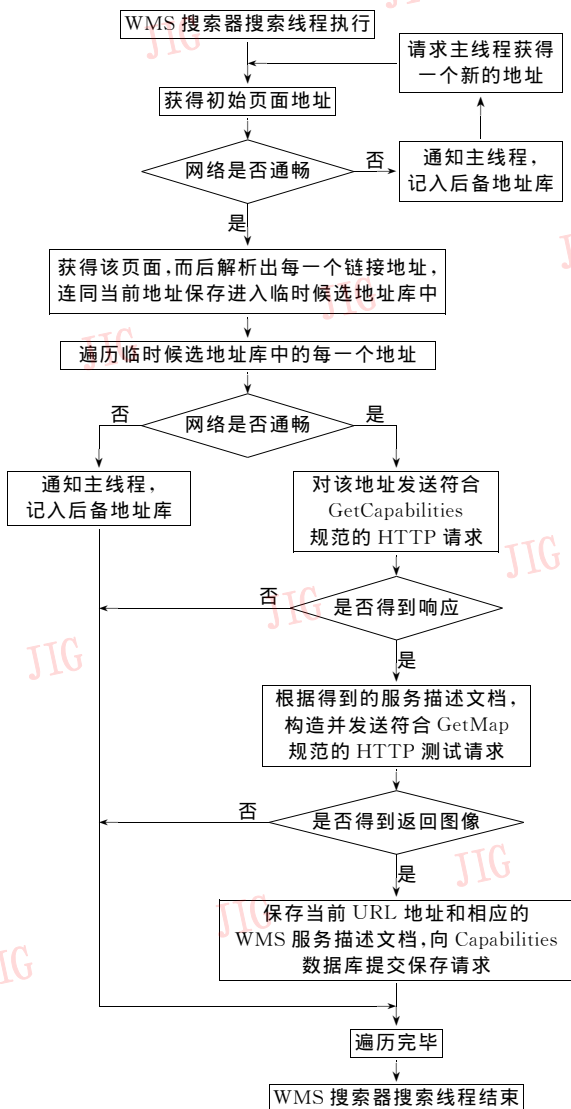 WMS 搜索器搜索线程执行
请求主线程获得
一个新的地址
获得初始页面地址
网络是否通畅
否
通知主线程，
记入后备地址库
是
获得该页面，而后解析出每一个链接地址，
连同当前地址保存进入临时候选地址库中
遍历临时候选地址库中的每一个地址
否
网络是否通畅
是
通知主线程，
记入后备地址库
对该地址发送符合
GetCapabilities
规范的 HTTP 请求
否
是否得到响应
是
根据得到的服务描述文档，
构造并发送符合 GetMap
规范的 HTTP 测试请求
否
是否得到返回图像
是
保存当前 URL 地址和相应的
WMS 服务描述文档，向 Capabilities
数据库提交保存请求
遍历完毕
WMS 搜索器搜索线程结束
JIG
JIG
JIG
JIG
JIG
JIG
JIG
JIG
JIG